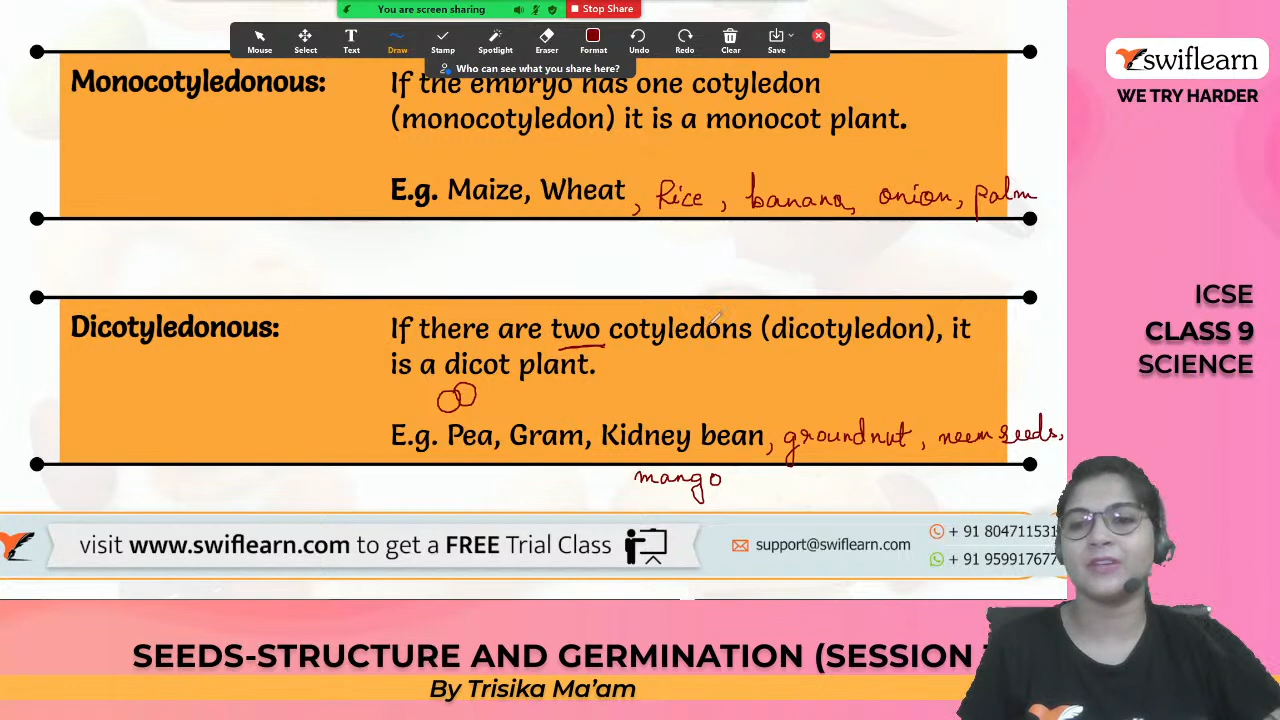 You are screen sharing Stop Share
Mouse Select Text Draw Stamp Spotlight Eraser Format Undo Redo Clear Save
Who can see what you share here?
swiflearn
WE TRY HARDER
Monocotyledonous: If the embryo has one cotyledon
(monocotyledon) it is a monocot plant.
E.g. Maize, Wheat , Rice , banana, onion, palm
Dicotyledonous: If there are two cotyledons (dicotyledon), it
is a dicot plant.
E.g. Pea, Gram, Kidney bean, groundnut , neem seeds,
mango
ICSE
CLASS 9
SCIENCE
visit www.swiflearn.com to get a FREE Trial Class
support@swiflearn.com
+ 91 804711531
+ 91 959917677
SEEDS-STRUCTURE AND GERMINATION (SESSION
By Trisika Ma'am